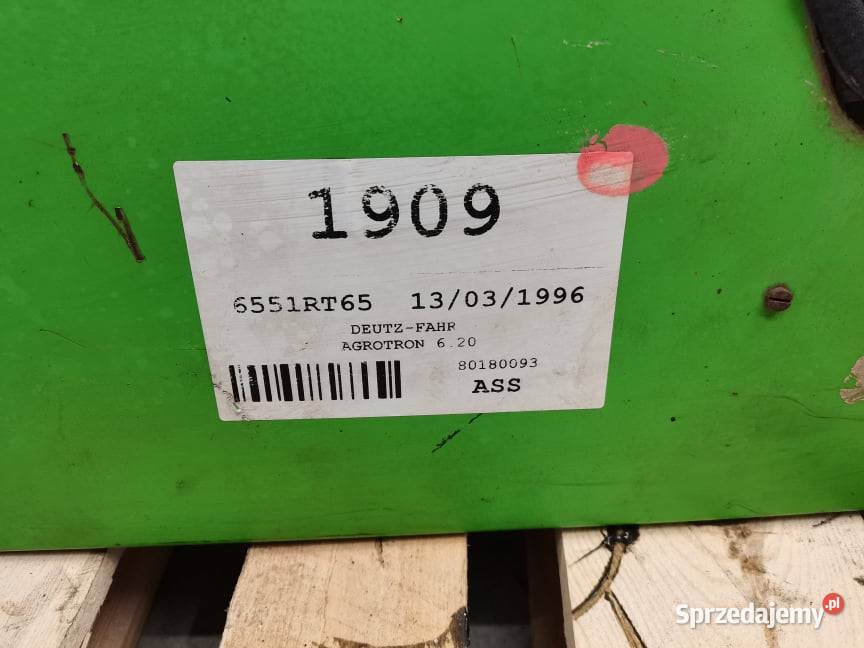 1909
6551RT65 13/03/1996
DEUTZ-FAHR
AGROTRON 6.20
80180093
ASS
Sprzedajemy.pl